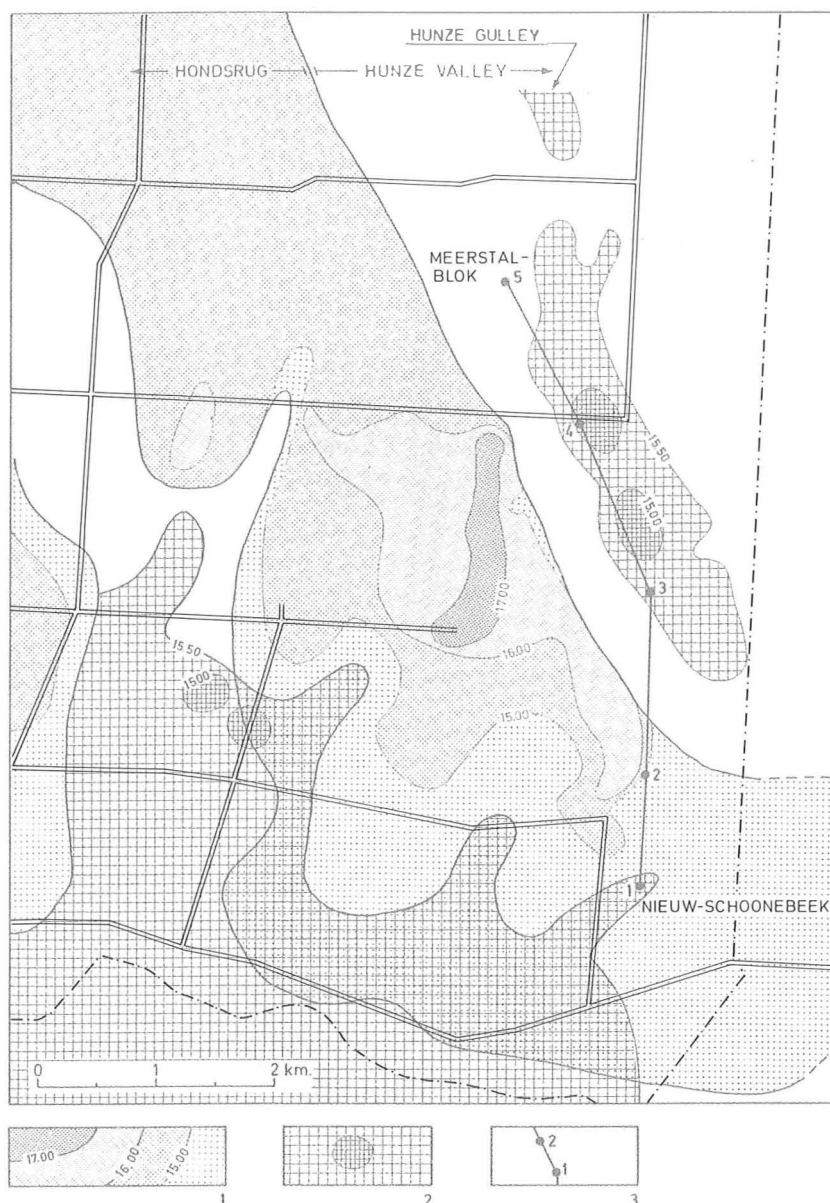 HUNZE GULLEY
HONDSRUG
HUNZE VALLEY
MEERSTAL-
BLOK
5
4
15.50
15.00
3
17.00
16.00
15.50
15.00
15.00
2
1
NIEUW-SCHOONEBEEK
0 1 2 km.
17.00 16.00 15.00
2
1
1 2 3